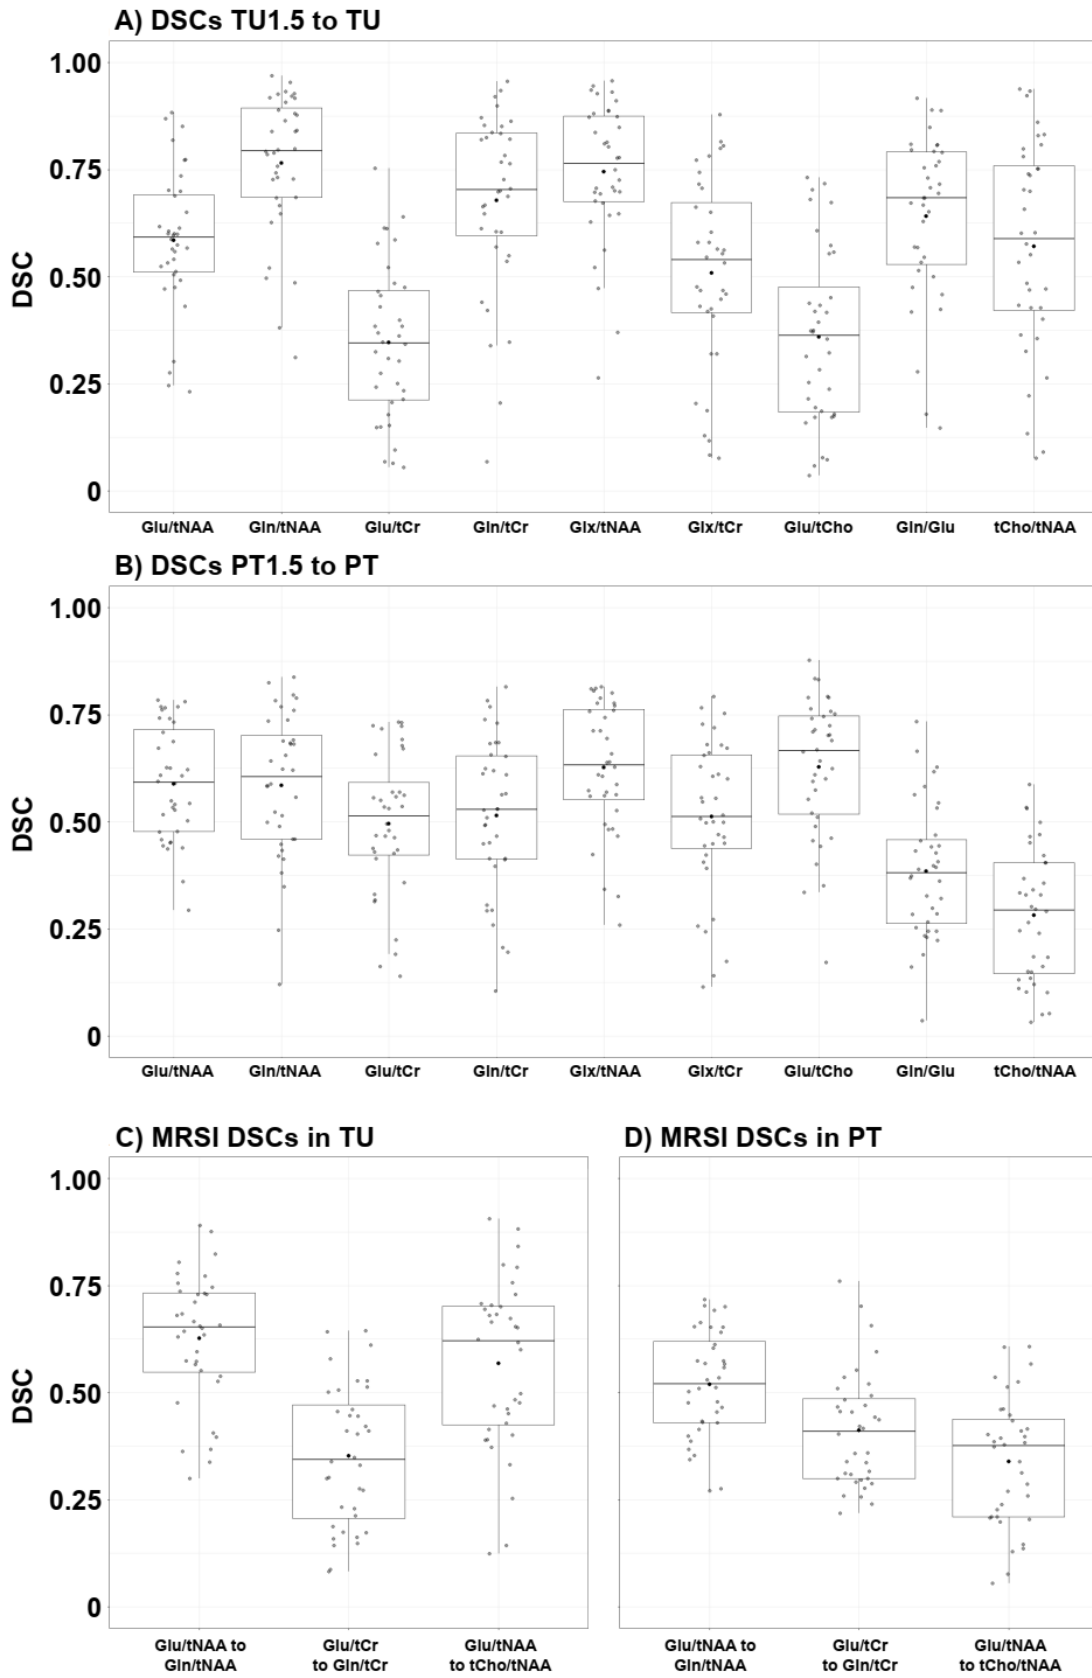 A) DSCs TU1.5 to TU
1.00
0.75
0.50
0.25
0
DSC
Glu/tNAA Gln/tNAA Glu/tCr Gln/tCr Glx/tNAA Glx/tCr Glu/tCho Gln/Glu tCho/tNAA
B) DSCs PT1.5 to PT
1.00
0.75
0.50
0.25
0
DSC
Glu/tNAA Gln/tNAA Glu/tCr Gln/tCr Glx/tNAA Glx/tCr Glu/tCho Gln/Glu tCho/tNAA
C) MRSI DSCs in TU
1.00
0.75
0.50
0.25
0
DSC
Glu/tNAA to
Gln/tNAA
Glu/tCr
to Gln/tCr
Glu/tNAA
to tCho/tNAA
D) MRSI DSCs in PT
Glu/tNAA to
Gln/tNAA
Glu/tCr
to Gln/tCr
Glu/tNAA
to tCho/tNAA